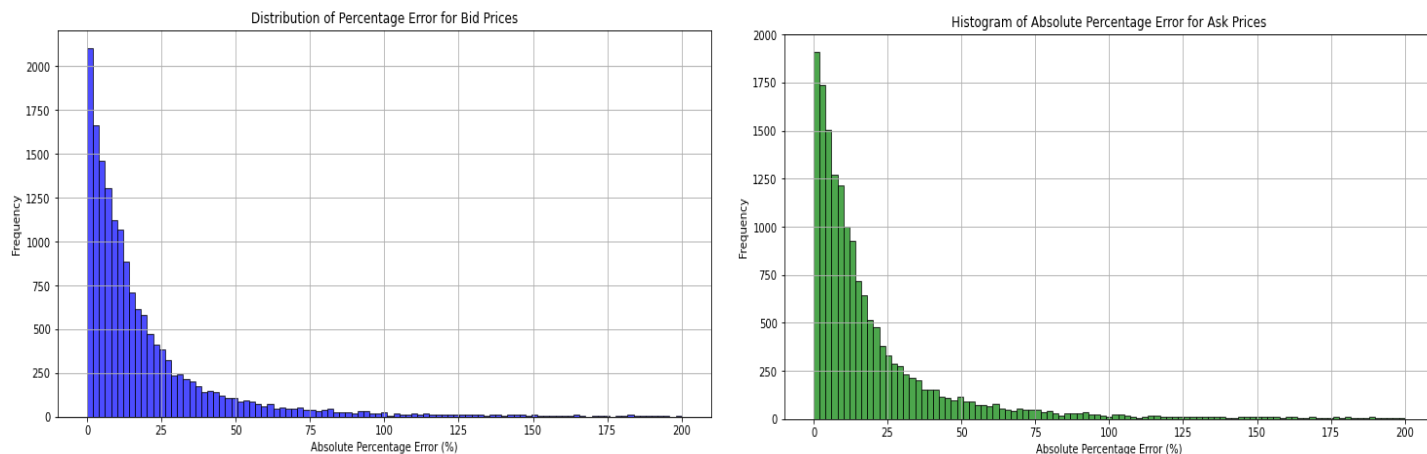 Distribution of Percentage Error for Bid Prices
Frequency
2000
1750
1500
1250
1000
750
500
250
0
0 25 50 75 100 125 150 175 200
Absolute Percentage Error (%)
Histogram of Absolute Percentage Error for Ask Prices
Frequency
2000
1750
1500
1250
1000
750
500
250
0
0 25 50 75 100 125 150 175 200
Absolute Percentage Error (%)